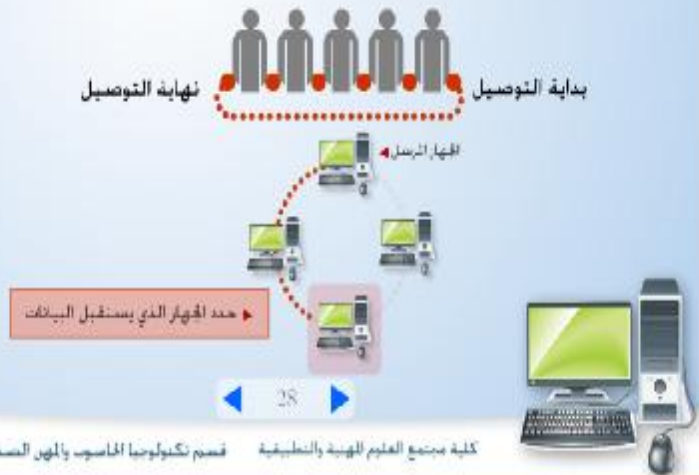 بداية التوصيل
نهاية التوصيل
الجهاز المرسل
حدد الجهاز الذي يستقبل البيانات
28
كلية مجتمع العلوم المهنية والتطبيقية
قسم تكنولوجيا الحاسوب والمهن